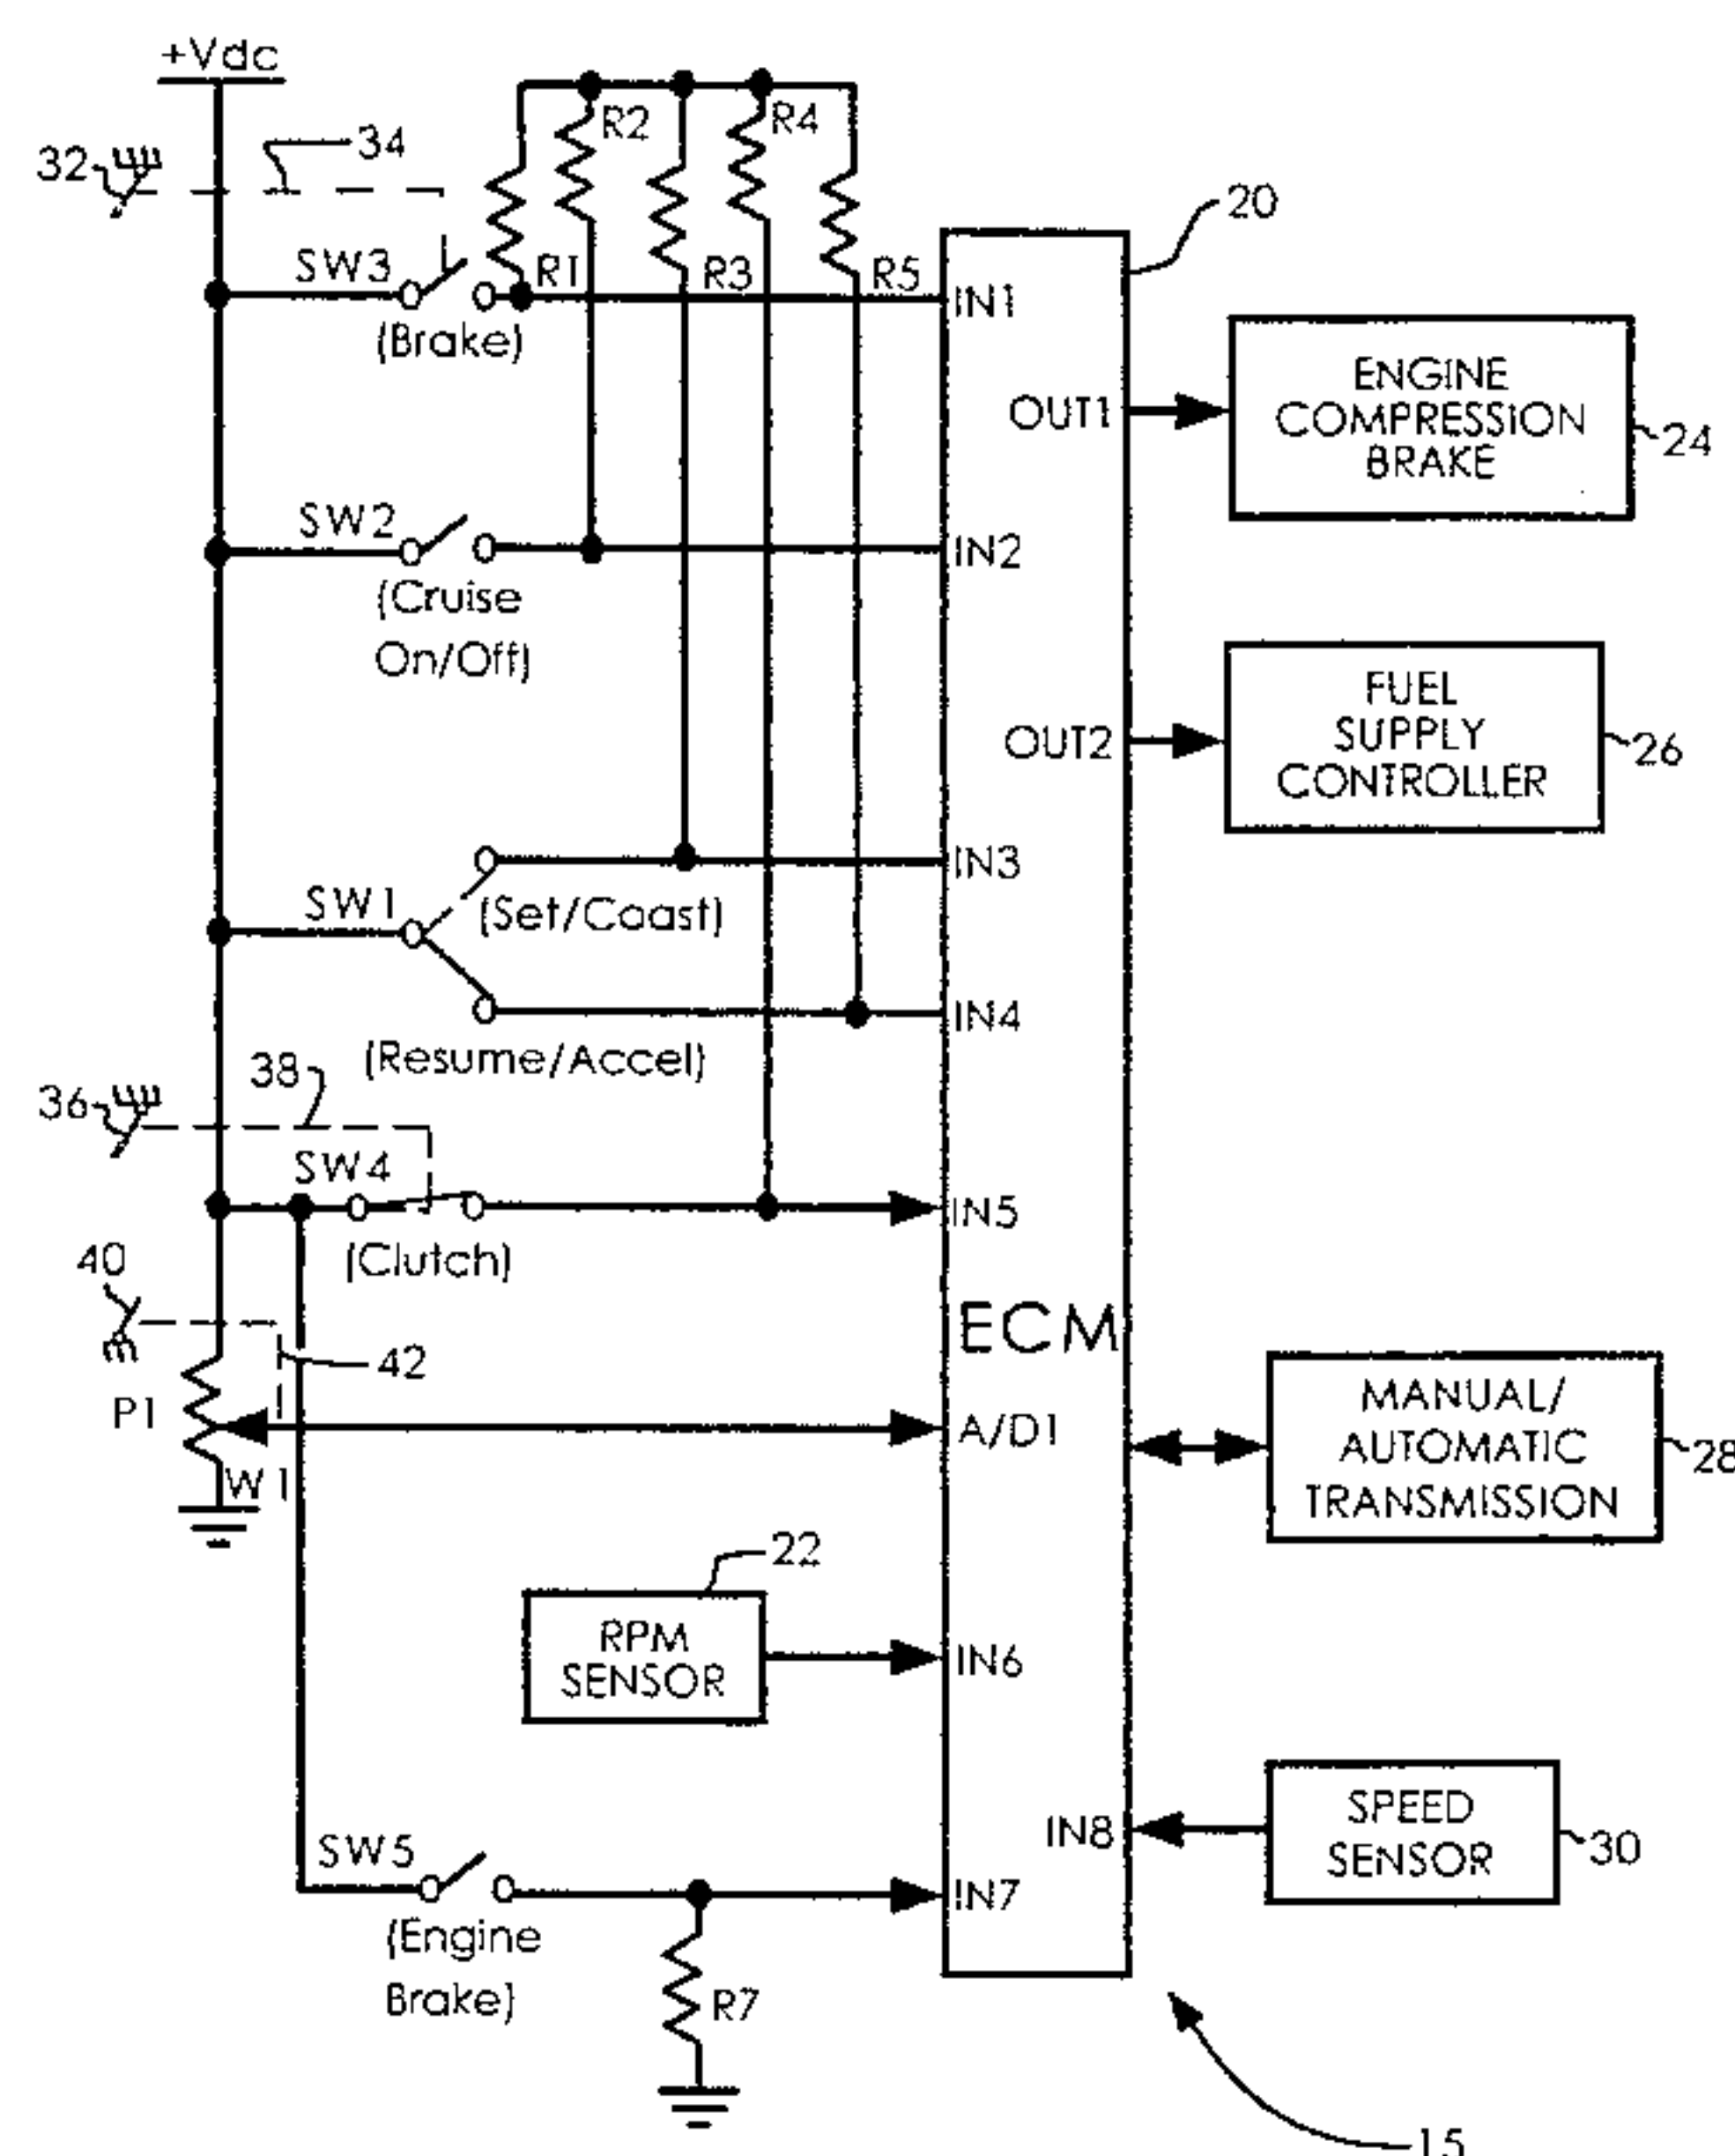 +Vdc
32
34
R2
R4
SW3
R1
R3
R5
(Brake)
20
IN1
OUT1
ENGINE
COMPRESSION
BRAKE
24
SW2
(Cruise
On/Off)
IN2
OUT2
FUEL
SUPPLY
CONTROLLER
26
SW1
(Set/Coast)
IN3
IN4
(Resume/Accel)
36
38
SW4
(Clutch)
IN5
40
42
ECM
P1
W1
A/D1
MANUAL/
AUTOMATIC
TRANSMISSION
28
22
RPM
SENSOR
IN6
IN8
SPEED
SENSOR
30
SW5
(Engine
Brake)
IN7
R7
15